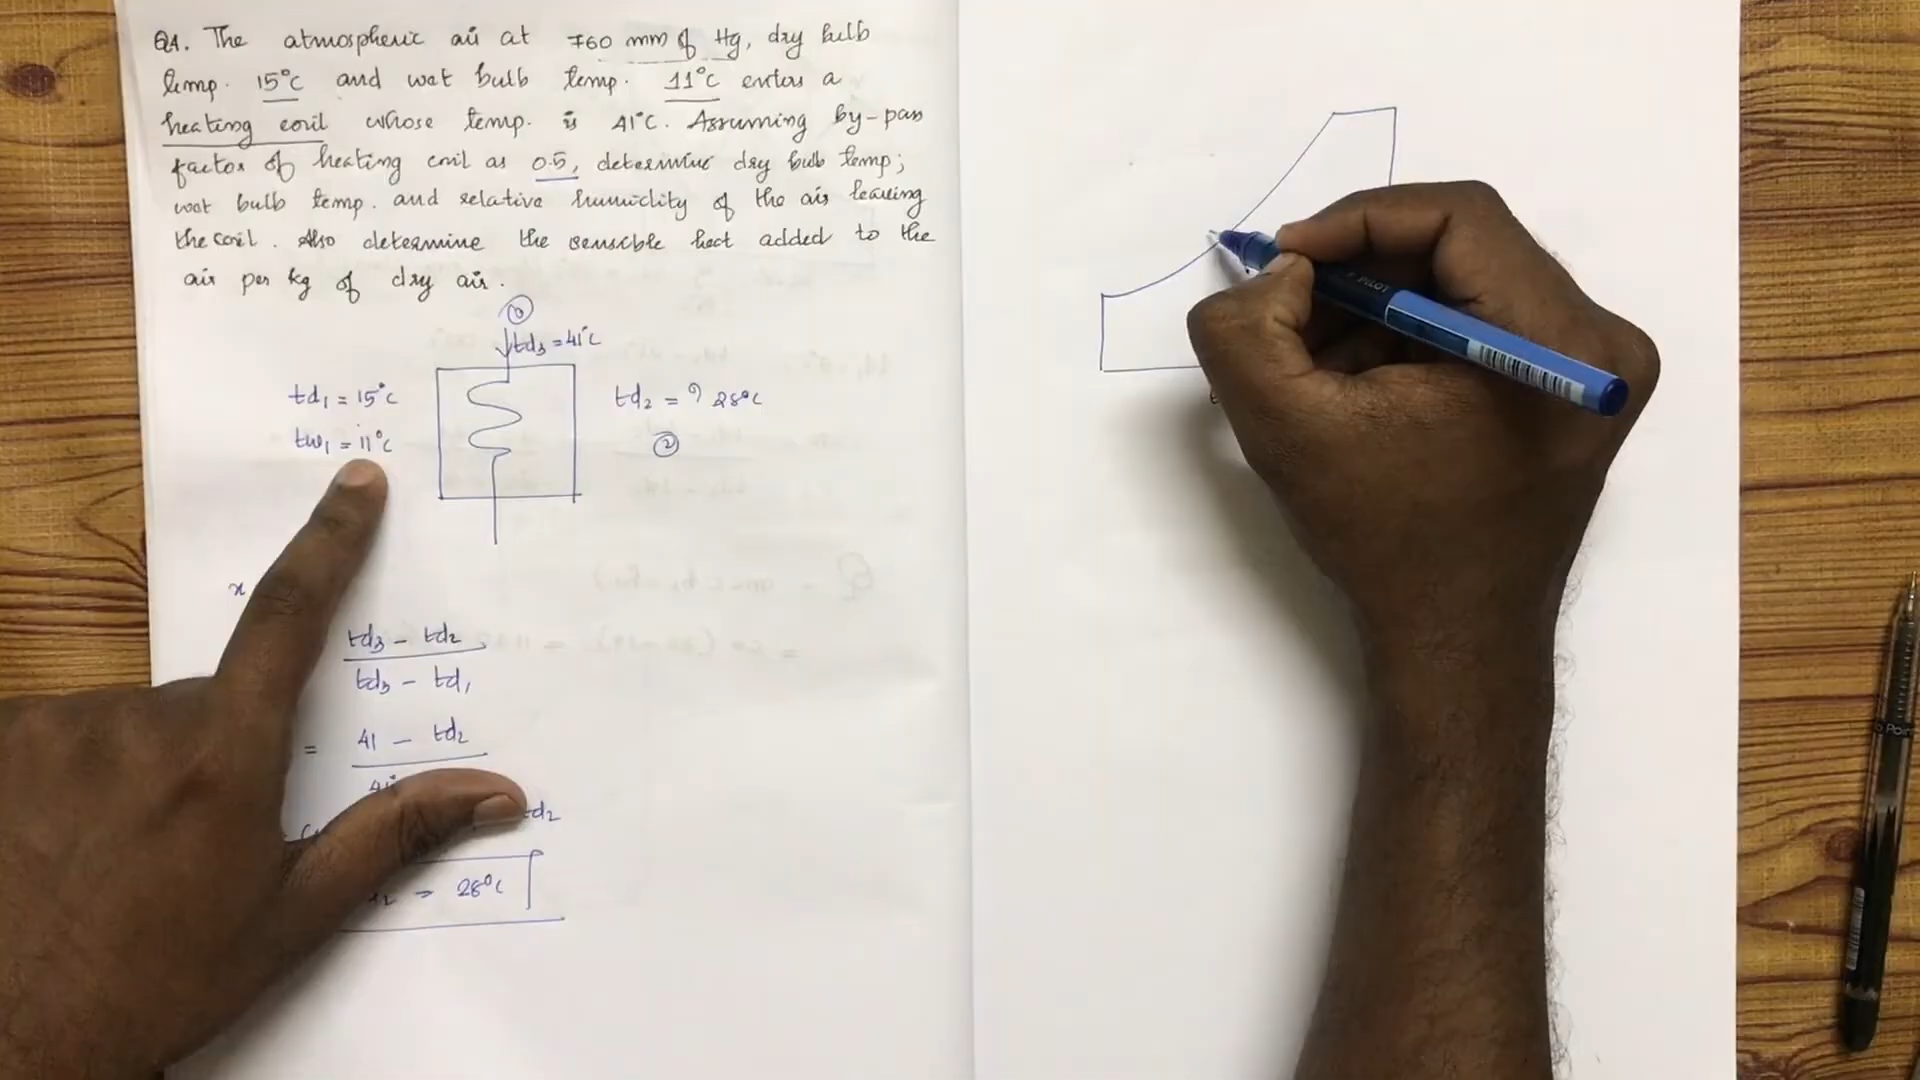 Q1. The atmospheric air at 760 mm of Hg, dry bulb
temp. 15°C and wet bulb temp. 11°C enters a
heating coil whose temp. is 41°C. Assuming by-pass
factor of heating coil as 0.5, determine dry bulb temp;
wet bulb temp. and relative humidity of the air leaving
the coil. Also determine the sensible heat added to the
air per kg of dry air.
td3 = 41°C
td1 = 15°C
td2 = ? 28°C
tw1 = 11°C
2
x
td3 - td2
td3 - td1
= 41 - td2
41
td2
= 28°C
PILOT